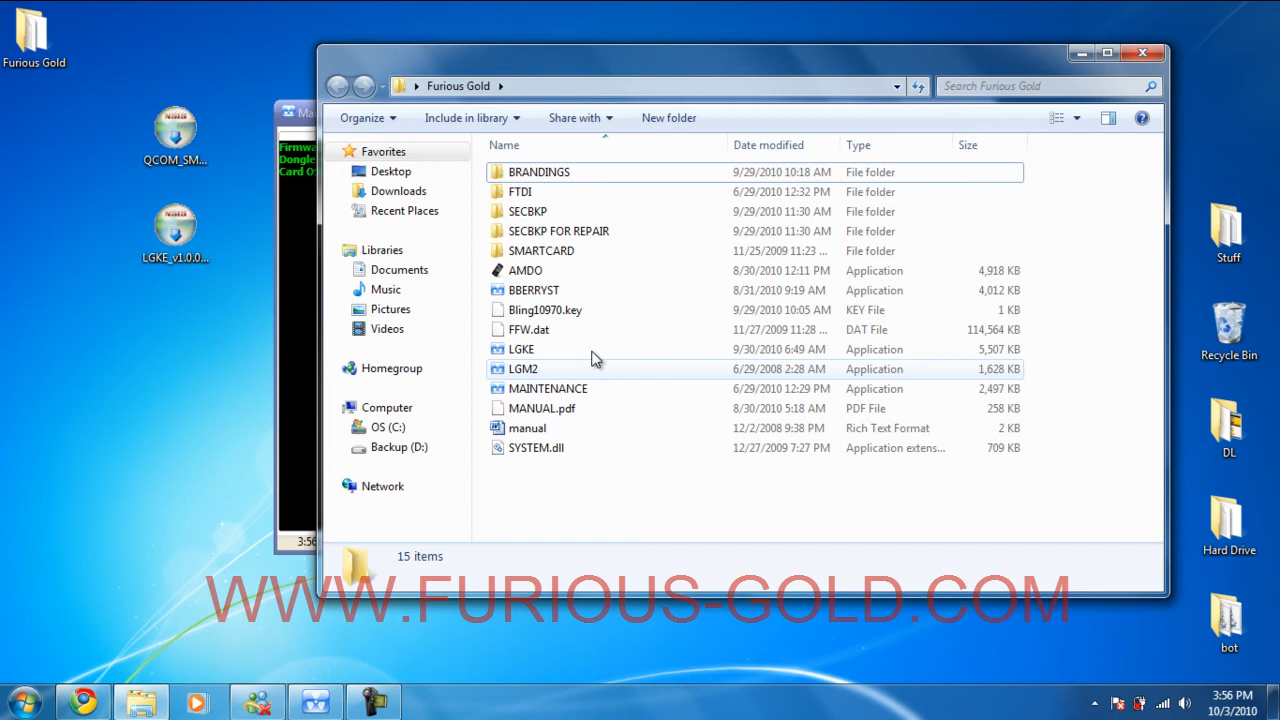 Furious Gold
QCOM_SM...
LGKE_v1.0.0...
Ma
Firmwa
Dongle
Card O
3:56
Furious Gold
Search Furious Gold
Organize
Include in library
Share with
New folder
Favorites
Desktop
Downloads
Recent Places
Libraries
Documents
Music
Pictures
Videos
Homegroup
Computer
OS (C:)
Backup (D:)
Network
Name Date modified Type Size
BRANDINGS 9/29/2010 10:18 AM File folder
FTDI 6/29/2010 12:32 PM File folder
SECBKP 9/29/2010 11:30 AM File folder
SECBKP FOR REPAIR 9/29/2010 11:30 AM File folder
SMARTCARD 11/25/2009 11:23 ... File folder
AMDO 8/30/2010 12:11 PM Application 4,918 KB
BBERRYST 8/31/2010 9:19 AM Application 4,012 KB
Bling10970.key 9/29/2010 10:05 AM KEY File 1 KB
FFW.dat 11/27/2009 11:28 ... DAT File 114,564 KB
LGKE 9/30/2010 6:49 AM Application 5,507 KB
LGM2 6/29/2008 2:28 AM Application 1,628 KB
MAINTENANCE 6/29/2010 12:29 PM Application 2,497 KB
MANUAL.pdf 8/30/2010 5:18 AM PDF File 258 KB
manual 12/2/2008 9:38 PM Rich Text Format 2 KB
SYSTEM.dll 12/27/2009 7:27 PM Application extens... 709 KB
15 items
WWW.FURIOUS-GOLD.COM
Stuff
Recycle Bin
DL
Hard Drive
bot
3:56 PM
10/3/2010